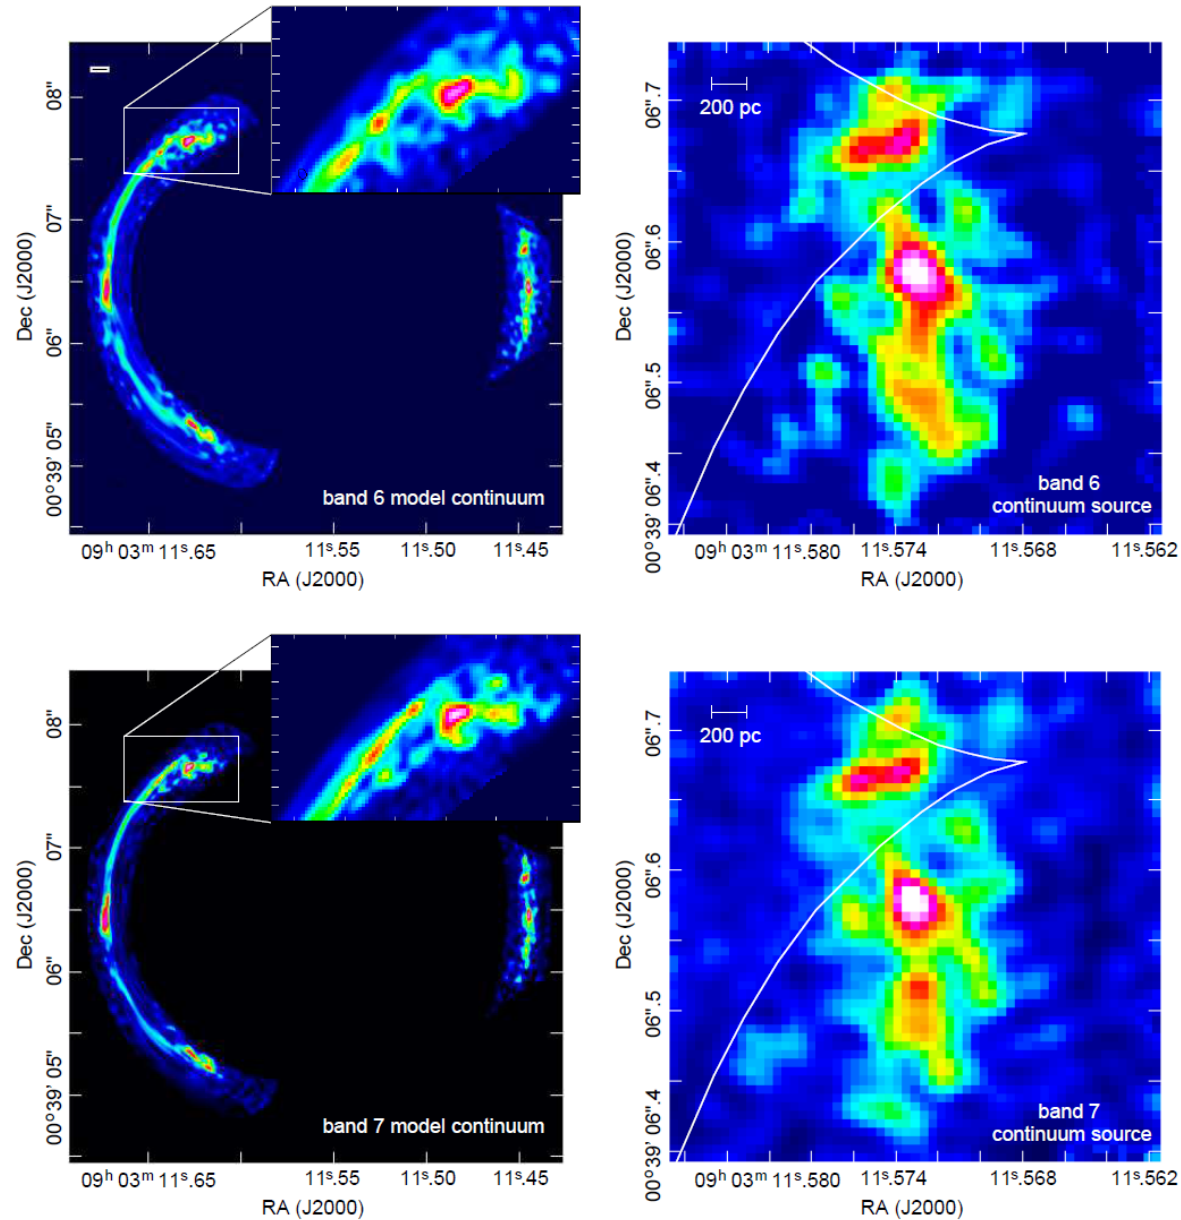 08"
07"
06"
00°39' 05"
Dec (J2000)
band 6 model continuum
09ʰ 03ᵐ 11ˢ.65
11ˢ.55
11ˢ.50
11ˢ.45
RA (J2000)
200 pc
06".7
06".6
06".5
00°39' 06".4
Dec (J2000)
band 6
continuum source
09ʰ 03ᵐ 11ˢ.580
11ˢ.574
11ˢ.568
11ˢ.562
RA (J2000)
08"
07"
06"
00°39' 05"
Dec (J2000)
band 7 model continuum
09ʰ 03ᵐ 11ˢ.65
11ˢ.55
11ˢ.50
11ˢ.45
RA (J2000)
200 pc
06".7
06".6
06".5
00°39' 06".4
Dec (J2000)
band 7
continuum source
09ʰ 03ᵐ 11ˢ.580
11ˢ.574
11ˢ.568
11ˢ.562
RA (J2000)